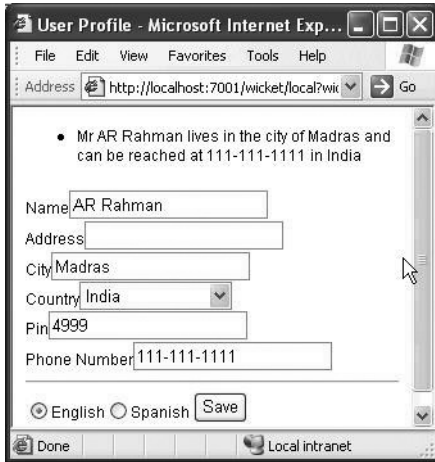 User Profile - Microsoft Internet Exp...
File Edit View Favorites Tools Help
Address http://localhost:7001/wicket/local?wic Go
Mr AR Rahman lives in the city of Madras and
can be reached at 111-111-1111 in India
Name AR Rahman
Address
City Madras
Country India
Pin 4999
Phone Number 111-111-1111
English Spanish Save
Done Local intranet